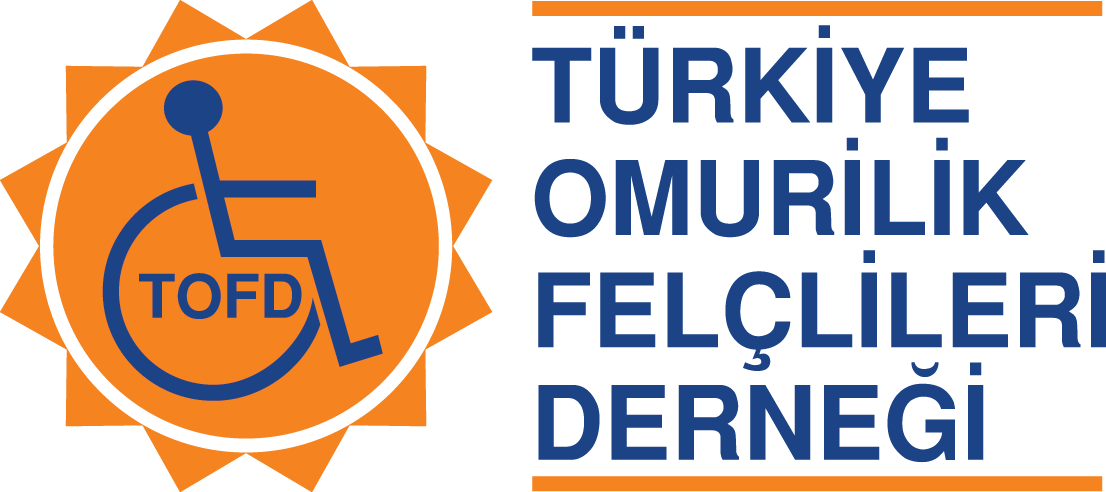 TOFD
TÜRKİYE
OMURİLİK
FELÇLİLERİ
DERNEĞİ